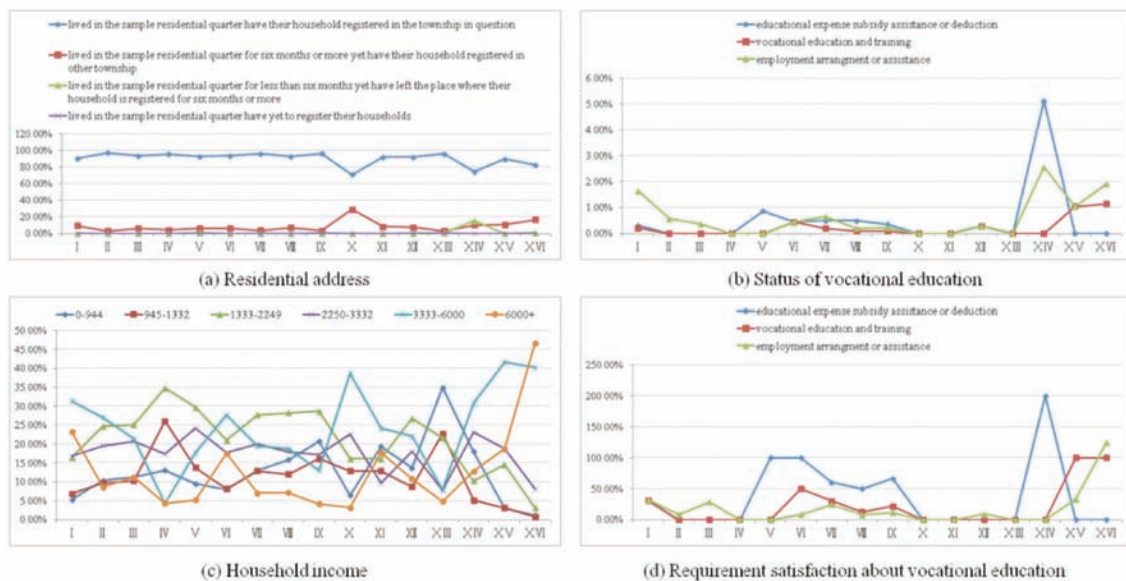 lived in the sample residential quarter have their household registered in the township in question
lived in the sample residential quarter for six months or more yet have their household registered in
other township
lived in the sample residential quarter for less than six months yet have left the place where their
household is registered for six months or more
lived in the sample residential quarter have yet to register their households
120.00%
100.00%
80.00%
60.00%
40.00%
20.00%
0.00%
I II III IV V VI VII VIII IX X XI XII XIII XIV XV XVI
(a) Residential address
educational expense subsidy assistance or deduction
vocational education and training
employment arrangment or assistance
6.00%
5.00%
4.00%
3.00%
2.00%
1.00%
0.00%
I II III IV V VI VII VIII IX X XI XII XIII XIV XV XVI
(b) Status of vocational education
0-944 945-1332 1333-2249 2250-3332 3333-6000 6000+
50.00%
45.00%
40.00%
35.00%
30.00%
25.00%
20.00%
15.00%
10.00%
5.00%
0.00%
I II III IV V VI VII VIII IX X XI XII XIII XIV XV XVI
(c) Household income
educational expense subsidy assistance or deduction
vocational education and training
employment arrangment or assistance
250.00%
200.00%
150.00%
100.00%
50.00%
0.00%
I II III IV V VI VII VIII IX X XI XII XIII XIV XV XVI
(d) Requirement satisfaction about vocational education